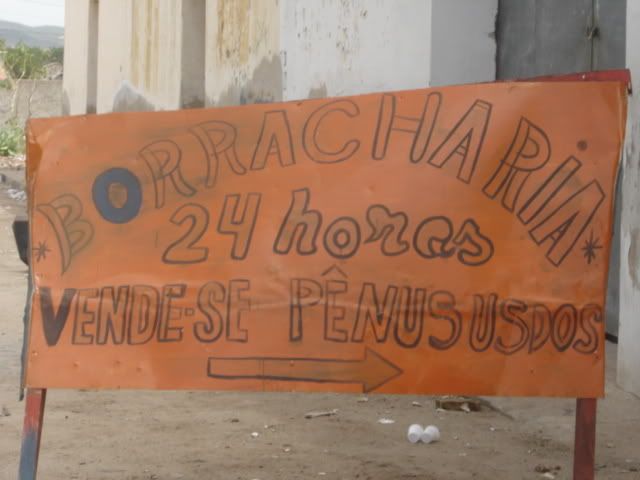 BORRACHARIA
24 horas
VENDE-SE PÊNUS USDOS